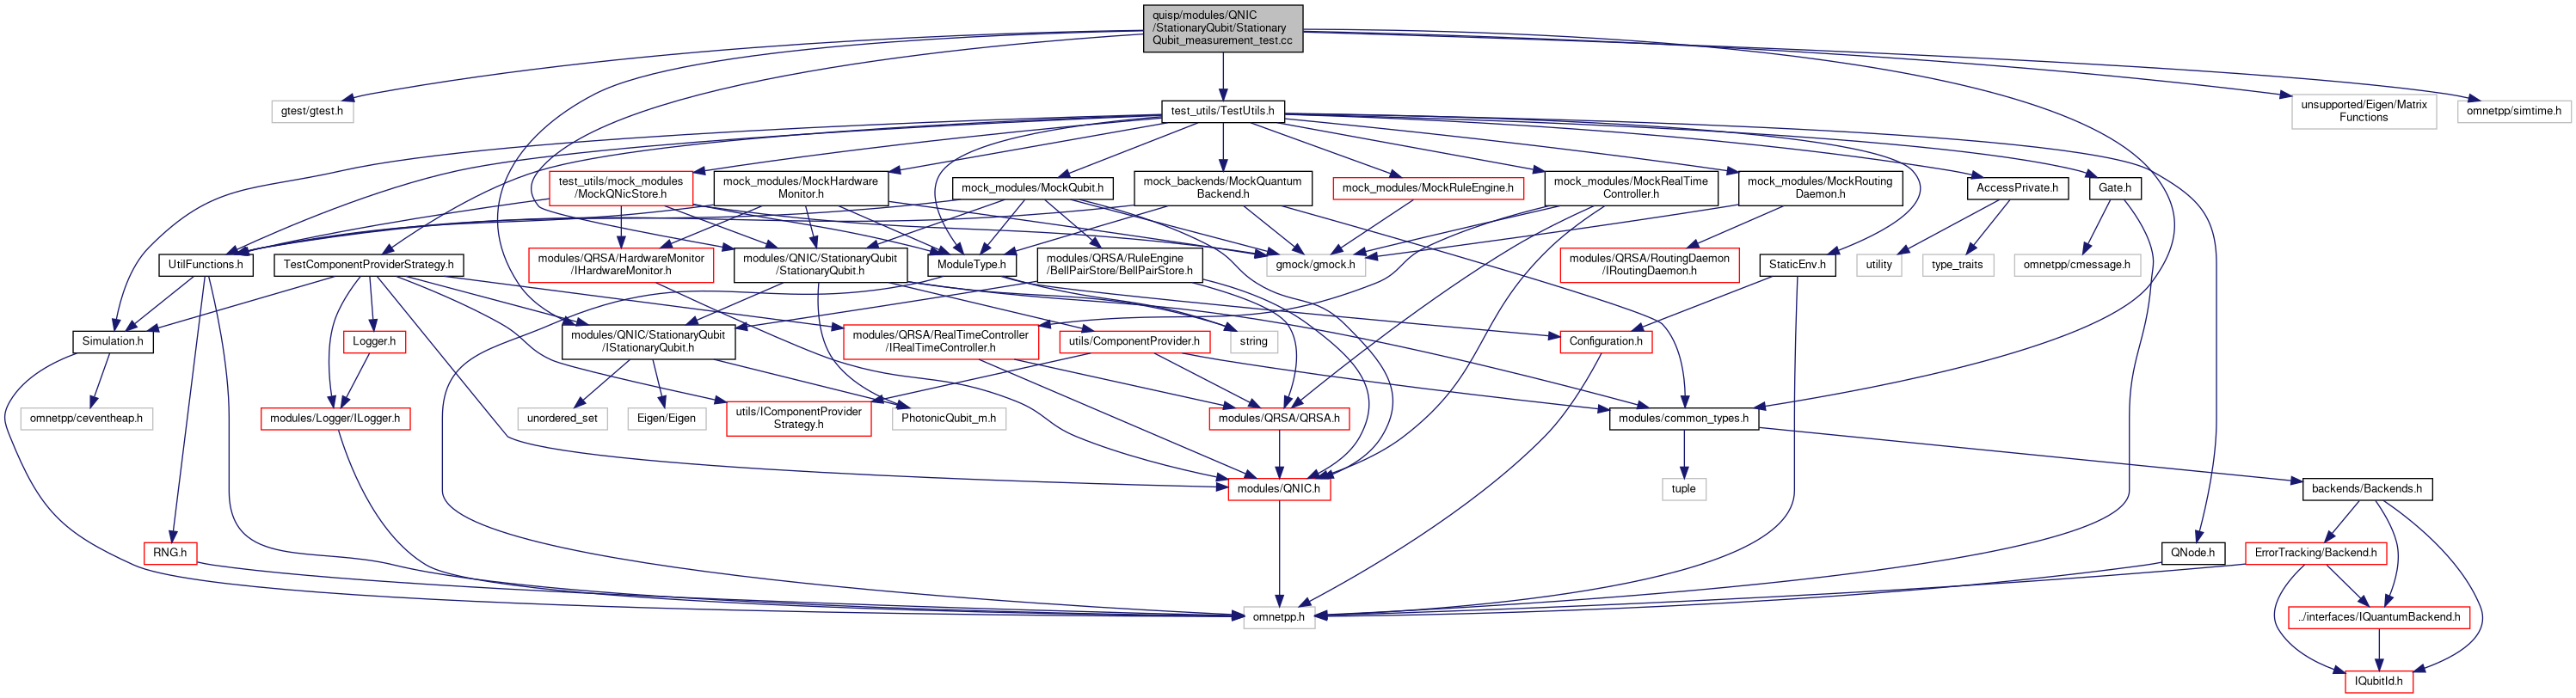 quisp/modules/QNIC
/StationaryQubit/Stationary
Qubit_measurement_test.cc
gtest/gtest.h
test_utils/TestUtils.h
unsupported/Eigen/Matrix
Functions
omnetpp/simtime.h
test_utils/mock_modules
/MockQNicStore.h
mock_modules/MockHardware
Monitor.h
mock_modules/MockQubit.h
mock_backends/MockQuantum
Backend.h
mock_modules/MockRuleEngine.h
mock_modules/MockRealTime
Controller.h
mock_modules/MockRouting
Daemon.h
AccessPrivate.h
Gate.h
UtilFunctions.h
TestComponentProviderStrategy.h
modules/QRSA/HardwareMonitor
/IHardwareMonitor.h
modules/QNIC/StationaryQubit
/StationaryQubit.h
ModuleType.h
modules/QRSA/RuleEngine
/BellPairStore/BellPairStore.h
gmock/gmock.h
modules/QRSA/RoutingDaemon
/IRoutingDaemon.h
StaticEnv.h
utility
type_traits
omnetpp/cmessage.h
Simulation.h
Logger.h
modules/QNIC/StationaryQubit
/IStationaryQubit.h
modules/QRSA/RealTimeController
/IRealTimeController.h
utils/ComponentProvider.h
string
Configuration.h
omnetpp/ceventheap.h
modules/Logger/ILogger.h
unordered_set
Eigen/Eigen
utils/IComponentProvider
Strategy.h
PhotonicQubit_m.h
modules/QRSA/QRSA.h
modules/common_types.h
modules/QNIC.h
tuple
backends/Backends.h
RNG.h
QNode.h
ErrorTracking/Backend.h
omnetpp.h
../interfaces/IQuantumBackend.h
IQubitId.h